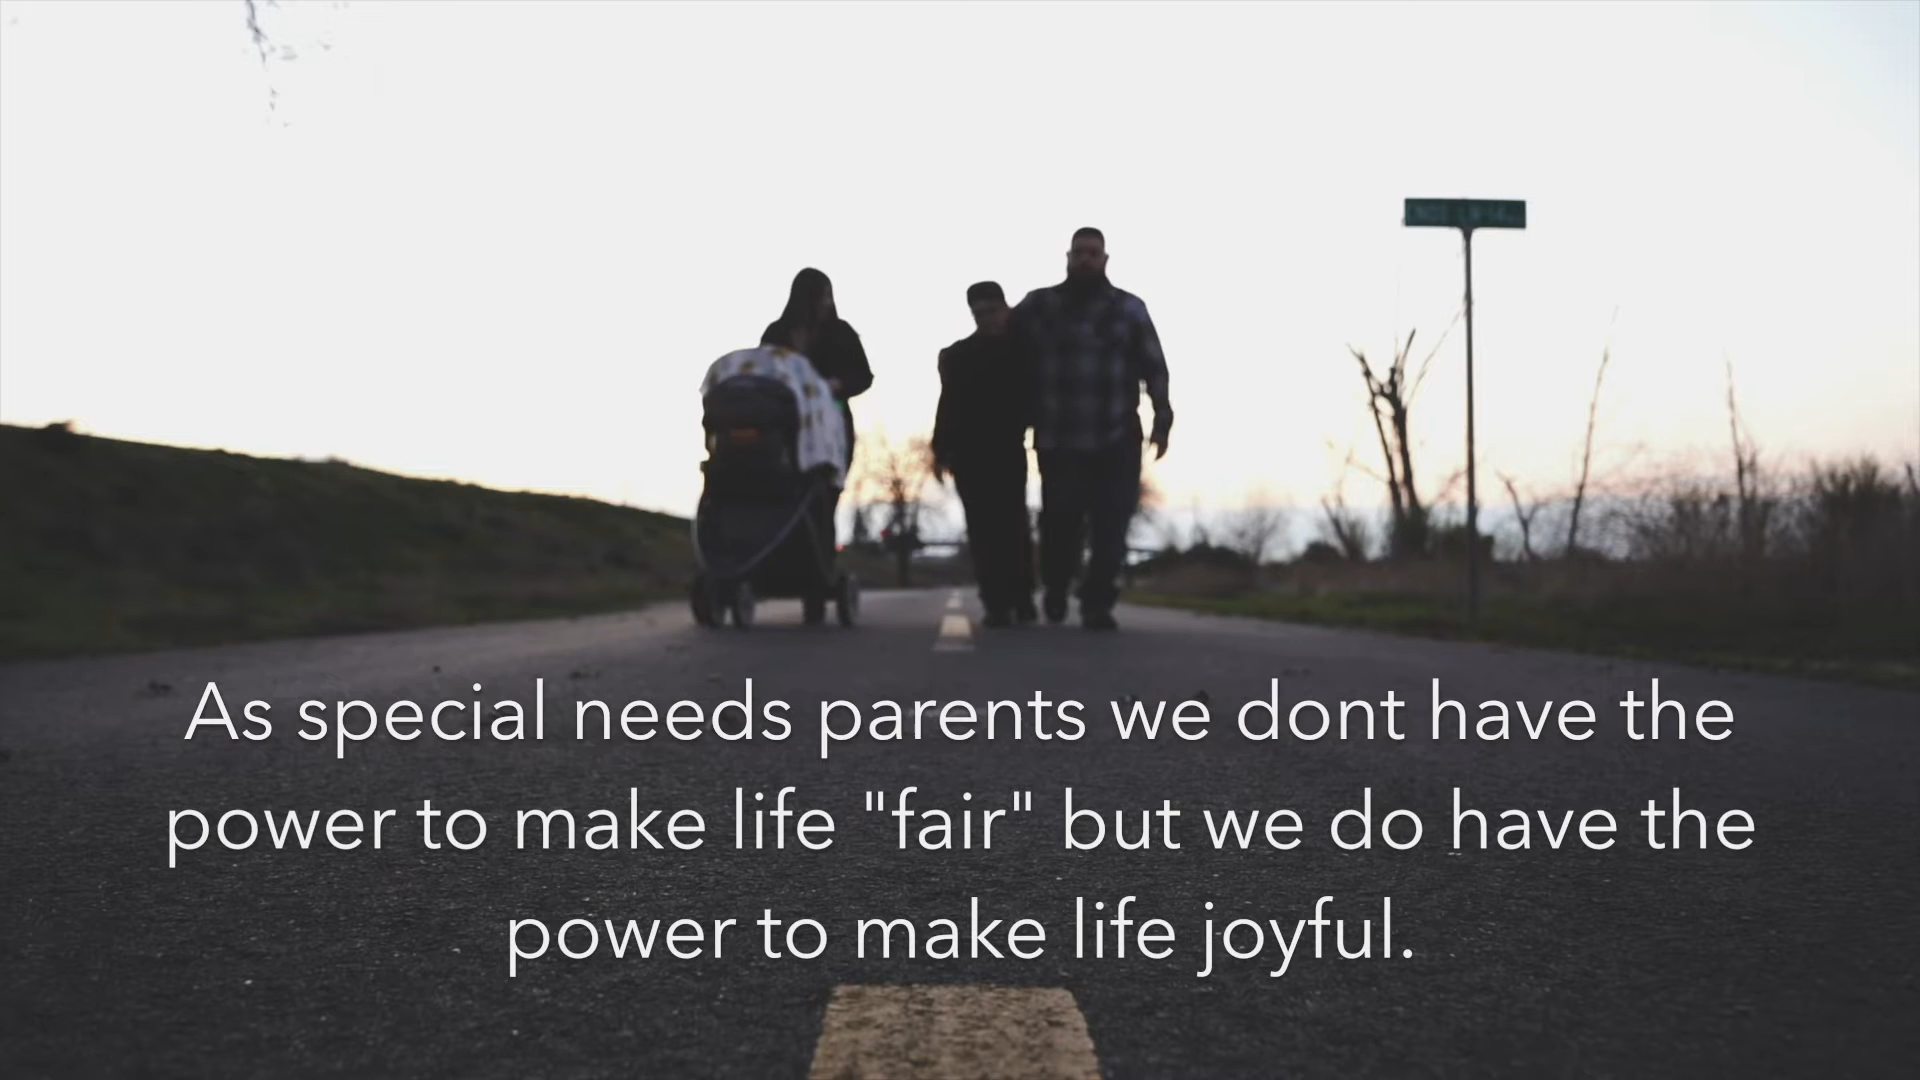 As special needs parents we dont have the
power to make life "fair" but we do have the
power to make life joyful.